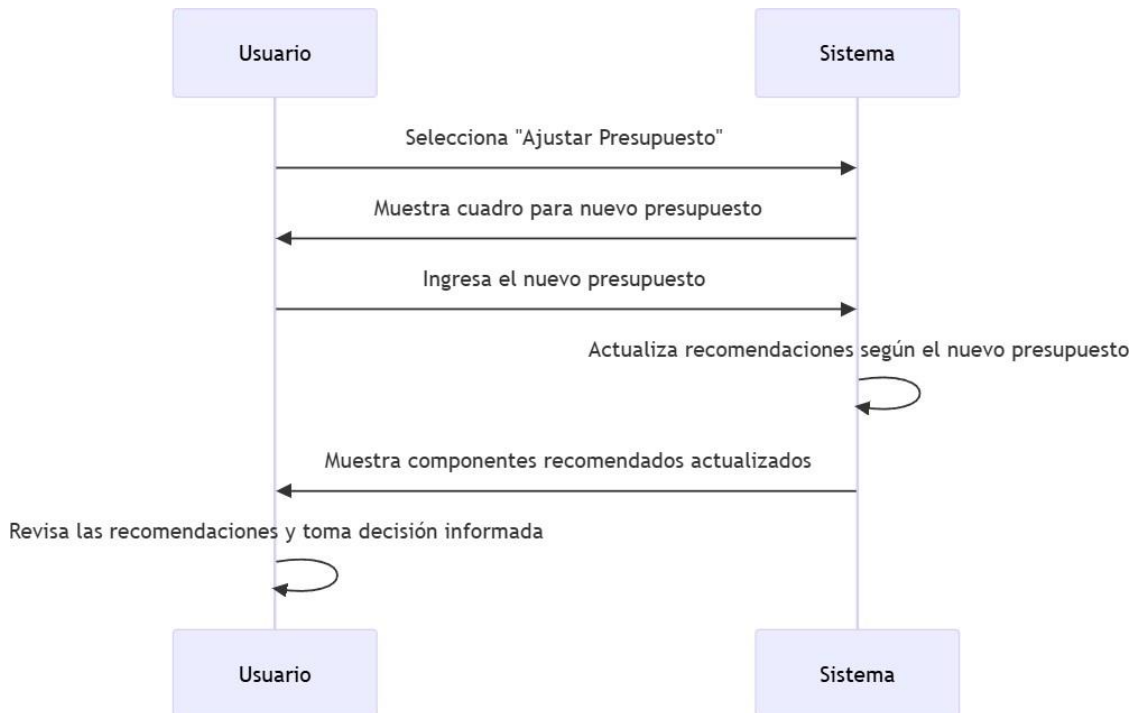 Usuario
Sistema
Selecciona "Ajustar Presupuesto"
Muestra cuadro para nuevo presupuesto
Ingresa el nuevo presupuesto
Actualiza recomendaciones según el nuevo presupuesto
Muestra componentes recomendados actualizados
Revisa las recomendaciones y toma decisión informada
Usuario
Sistema